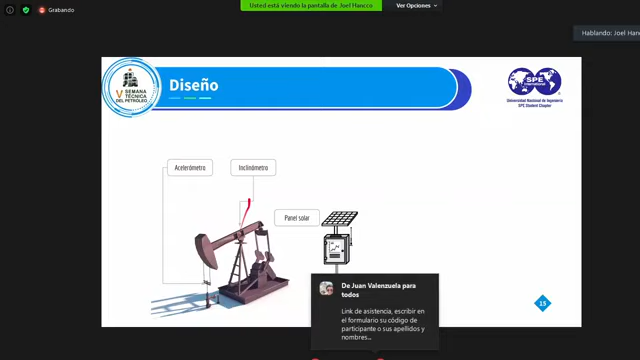 Grabando
Usted está viendo la pantalla de Joel Hancco
Ver Opciones
Hablando: Joel Han
Diseño
V SEMANA
TÉCNICA
DEL PETRÓLEO
SPE
International
Universidad Nacional de Ingeniería
SPE Student Chapter
Acelerómetro
Inclinómetro
Panel solar
De Juan Valenzuela para
todos
Link de asistencia, escribir en
el formulario su código de
participante o sus apellidos y
nombres...
15